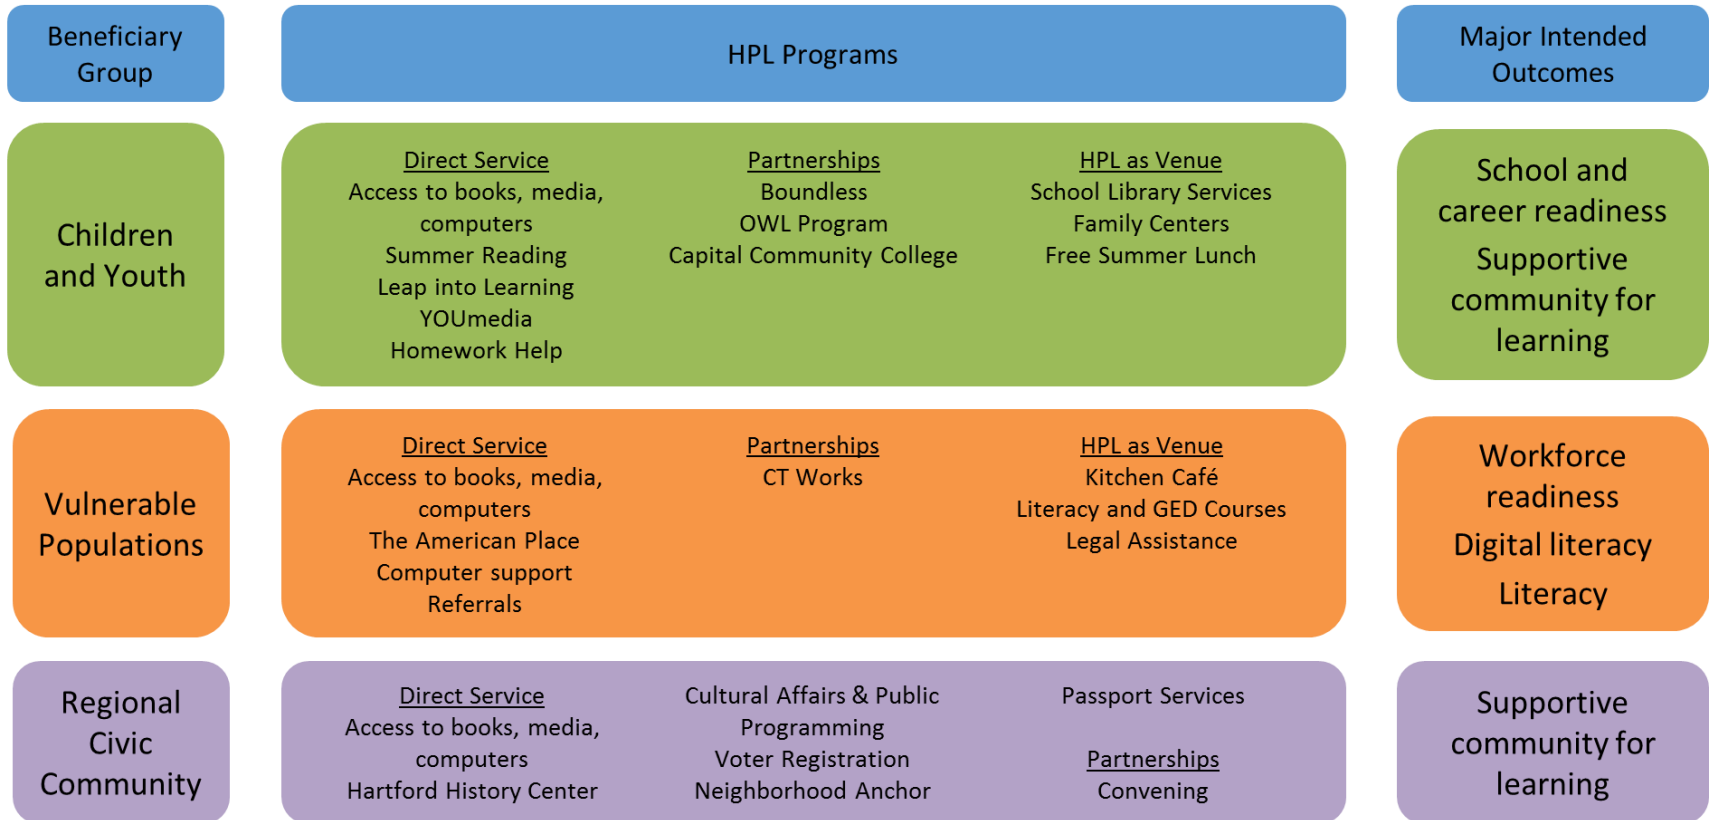 Beneficiary
Group
HPL Programs
Major Intended
Outcomes
Children
and Youth
Direct Service
Access to books, media,
computers
Summer Reading
Leap into Learning
YOUmedia
Homework Help
Partnerships
Boundless
OWL Program
Capital Community College
HPL as Venue
School Library Services
Family Centers
Free Summer Lunch
School and
career readiness
Supportive
community for
learning
Vulnerable
Populations
Direct Service
Access to books, media,
computers
The American Place
Computer support
Referrals
Partnerships
CT Works
HPL as Venue
Kitchen Café
Literacy and GED Courses
Legal Assistance
Workforce
readiness
Digital literacy
Literacy
Regional
Civic
Community
Direct Service
Access to books, media,
computers
Hartford History Center
Cultural Affairs & Public
Programming
Voter Registration
Neighborhood Anchor
Passport Services
Partnerships
Convening
Supportive
community for
learning